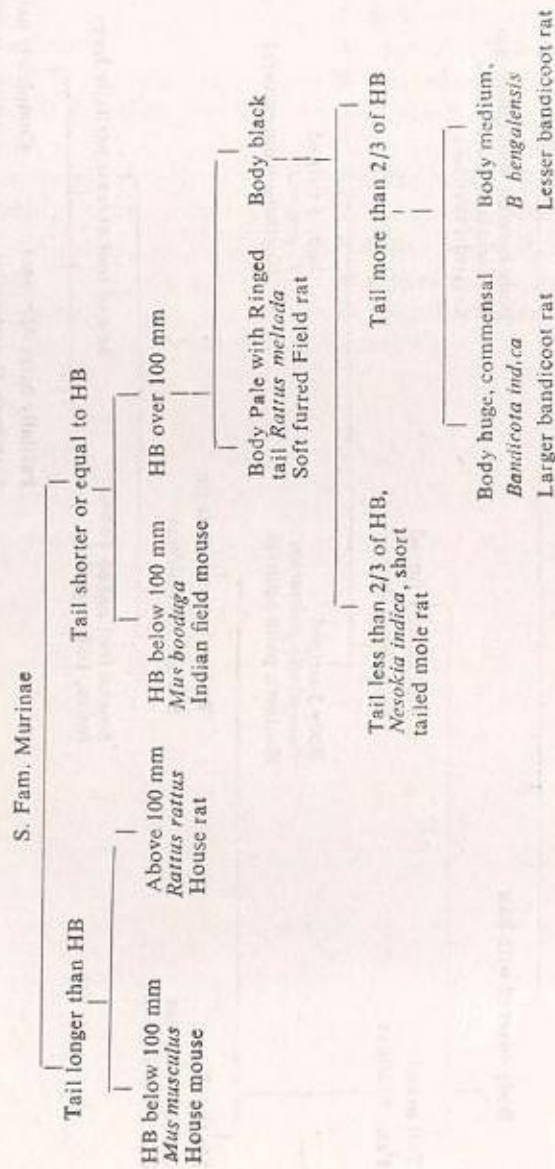 S. Fam. Murinae
Tail longer than HB
Tail shorter or equal to HB
HB below 100 mm
Mus musculus
House mouse
Above 100 mm
Rattus rattus
House rat
HB below 100 mm
Mus booduga
Indian field mouse
HB over 100 mm
Body Pale with Ringed
tail Rattus meltada
Soft furred Field rat
Body black
Tail less than 2/3 of HB,
Nesokia indica, short
tailed mole rat
Tail more than 2/3 of HB
Body huge, commensal
Bandicota ind.ca
Larger bandicoot rat
Body medium,
B bengalensis
Lesser bandicoot rat